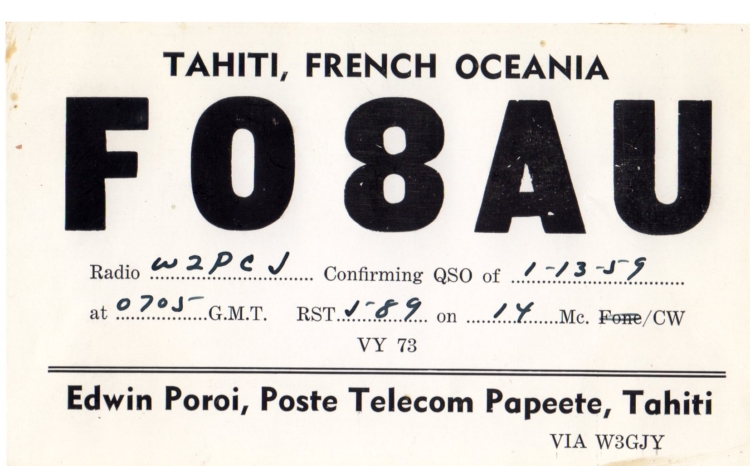 TAHITI, FRENCH OCEANIA
FO8AU
Radio W2PCJ Confirming QSO of 1-13-59
at 0705 G.M.T. RST 589 on 14 Mc. Fone/CW
VY 73
Edwin Poroi, Poste Telecom Papeete, Tahiti
VIA W3GJY